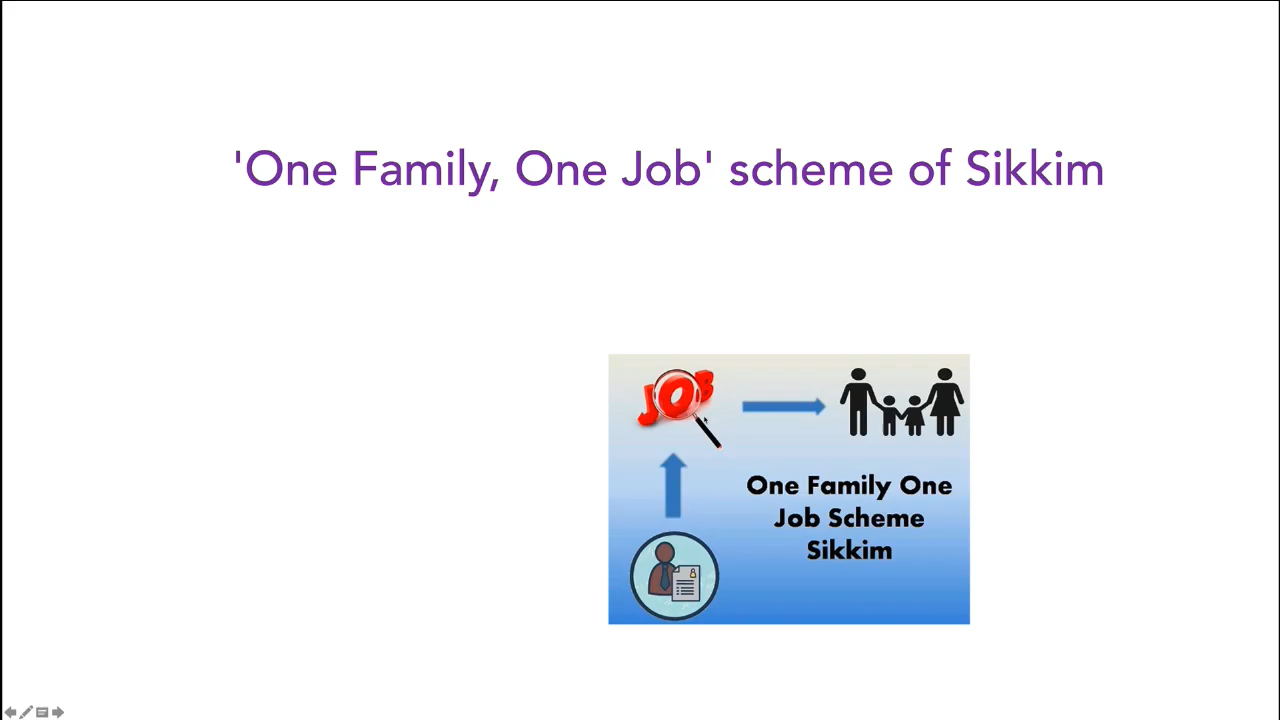 'One Family, One Job' scheme of Sikkim
JOB
One Family One
Job Scheme
Sikkim